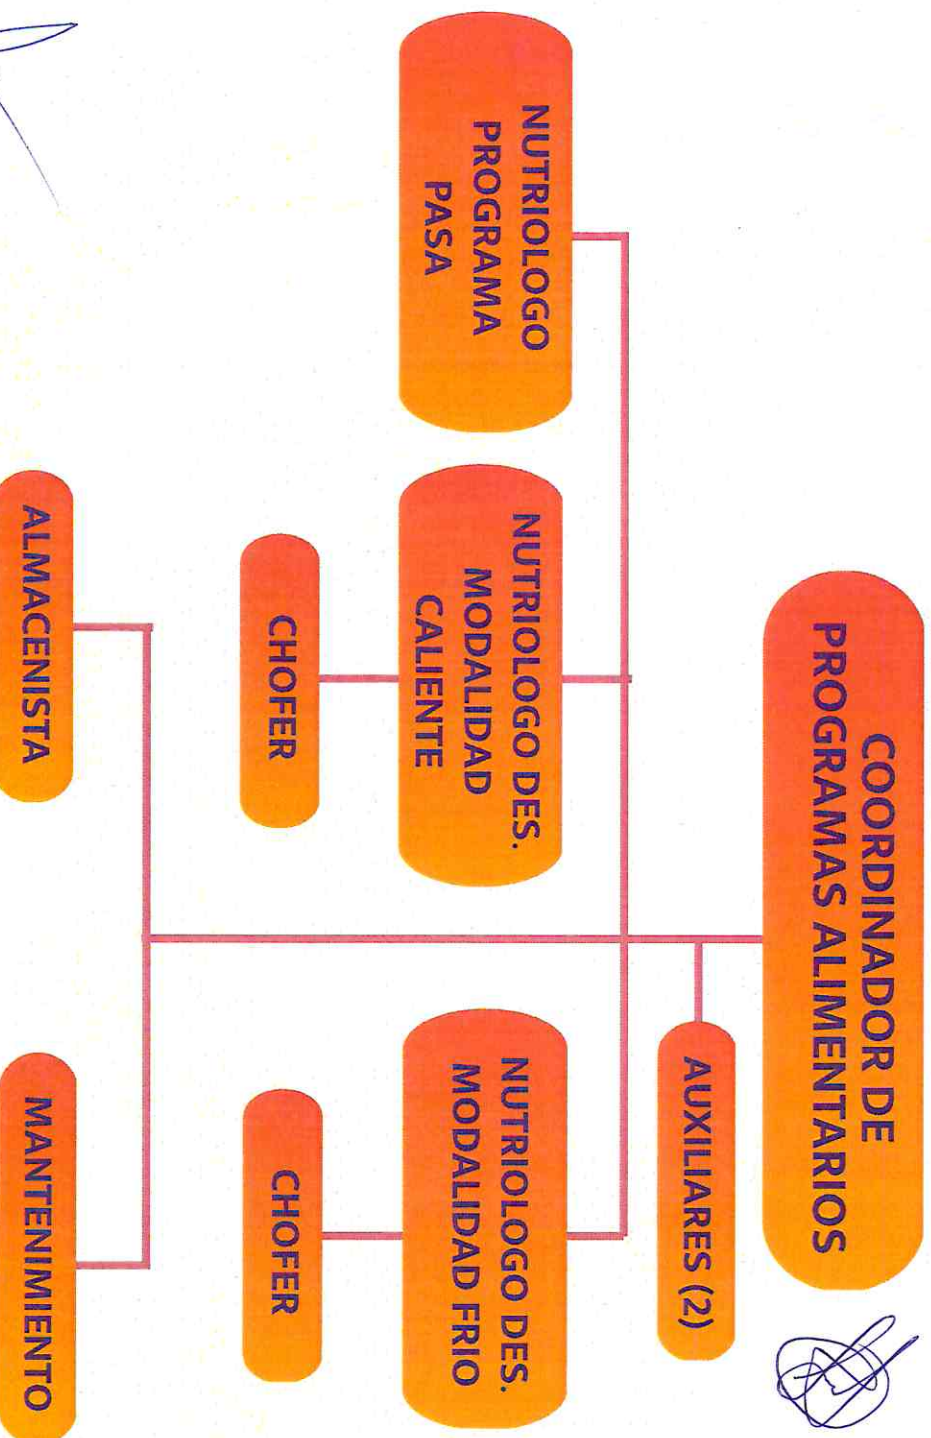 COORDINADOR DE
PROGRAMAS ALIMENTARIOS
AUXILIARES (2)
NUTRIOLOGO
PROGRAMA
PASA
NUTRIOLOGO DES.
MODALIDAD
CALIENTE
NUTRIOLOGO DES.
MODALIDAD FRIO
CHOFER
CHOFER
ALMACENISTA
MANTENIMIENTO